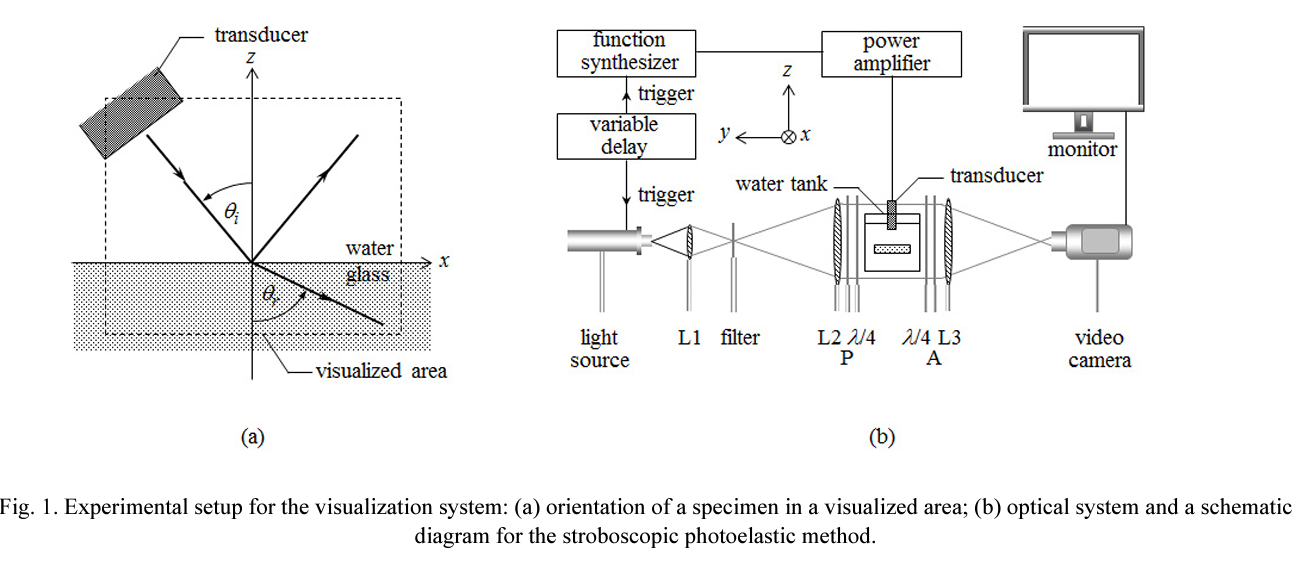 transducer
z
θi
water
x
glass
θr
visualized area
(a)
function
synthesizer
power
amplifier
trigger
z
variable
delay
y
x
monitor
water tank
transducer
trigger
light
source
L1
filter
L2 λ/4
P
λ/4 L3
A
video
camera
(b)
Fig. 1. Experimental setup for the visualization system: (a) orientation of a specimen in a visualized area; (b) optical system and a schematic
diagram for the stroboscopic photoelastic method.